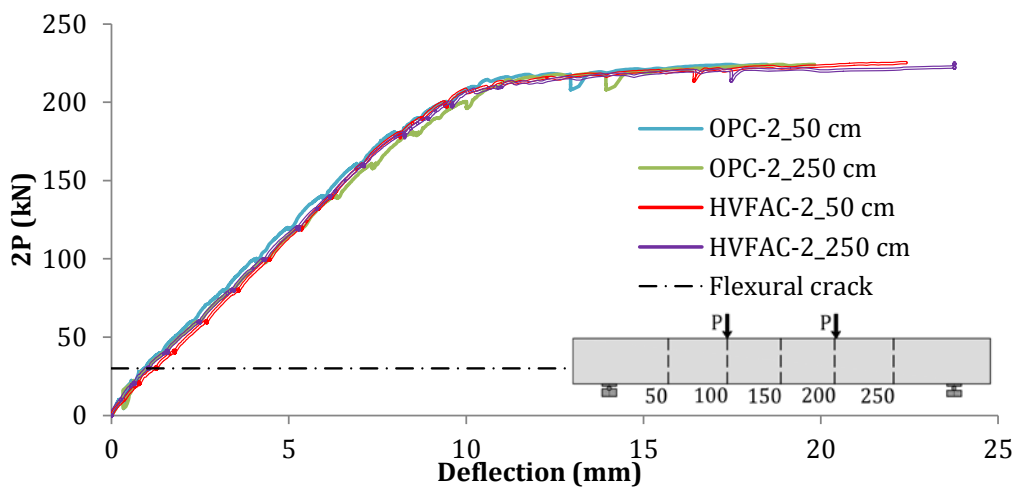 250
200
150
100
50
0
2P (kN)
OPC-2_50 cm
OPC-2_250 cm
HVFAC-2_50 cm
HVFAC-2_250 cm
Flexural crack
P P
50 100 150 200 250
0 5 10 15 20 25
Deflection (mm)